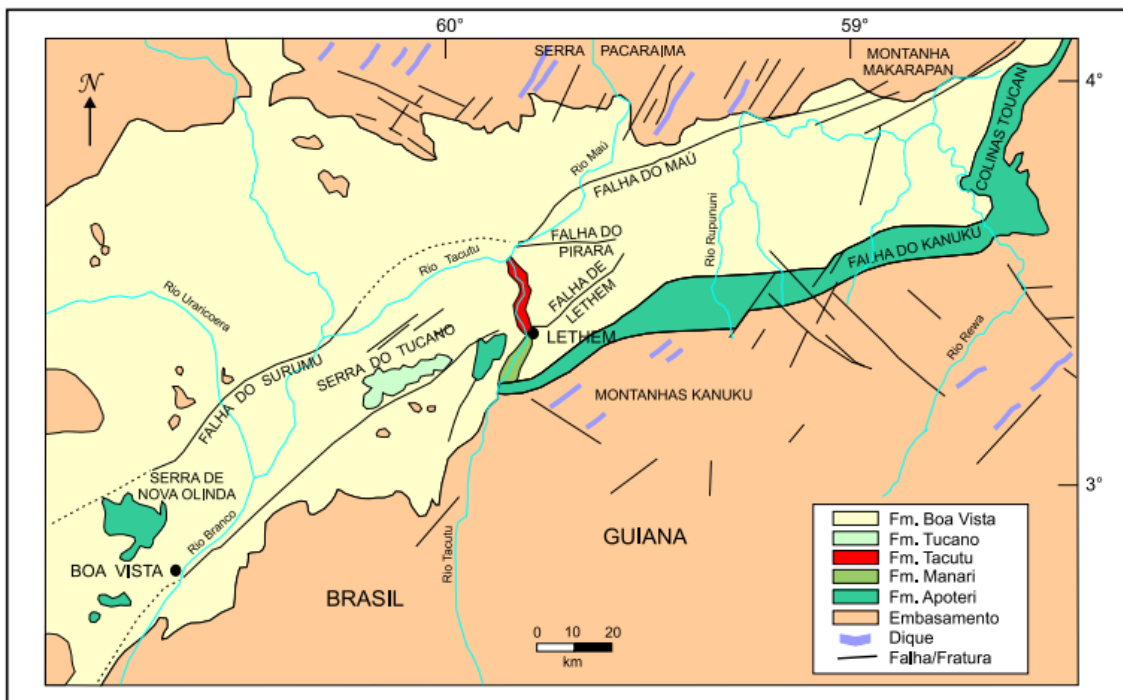 60°
59°
4°
3°
N
SERRA PACARAIMA
MONTANHA
MAKARAPAN
COLINAS TOUCAN
Rio Maú
FALHA DO MAÚ
Rio Rupununi
FALHA DO KANUKU
FALHA DO
PIRARA
FALHA DE
LETHEM
Rio Tacutu
Rio Uraricoera
LETHEM
SERRA DO TUCANO
FALHA DO SURUMU
Rio Rewa
MONTANHAS KANUKU
SERRA DE
NOVA OLINDA
Rio Branco
BOA VISTA
Rio Tacutu
GUIANA
BRASIL
0 10 20
km
Fm. Boa Vista
Fm. Tucano
Fm. Tacutu
Fm. Manari
Fm. Apoteri
Embasamento
Dique
Falha/Fratura